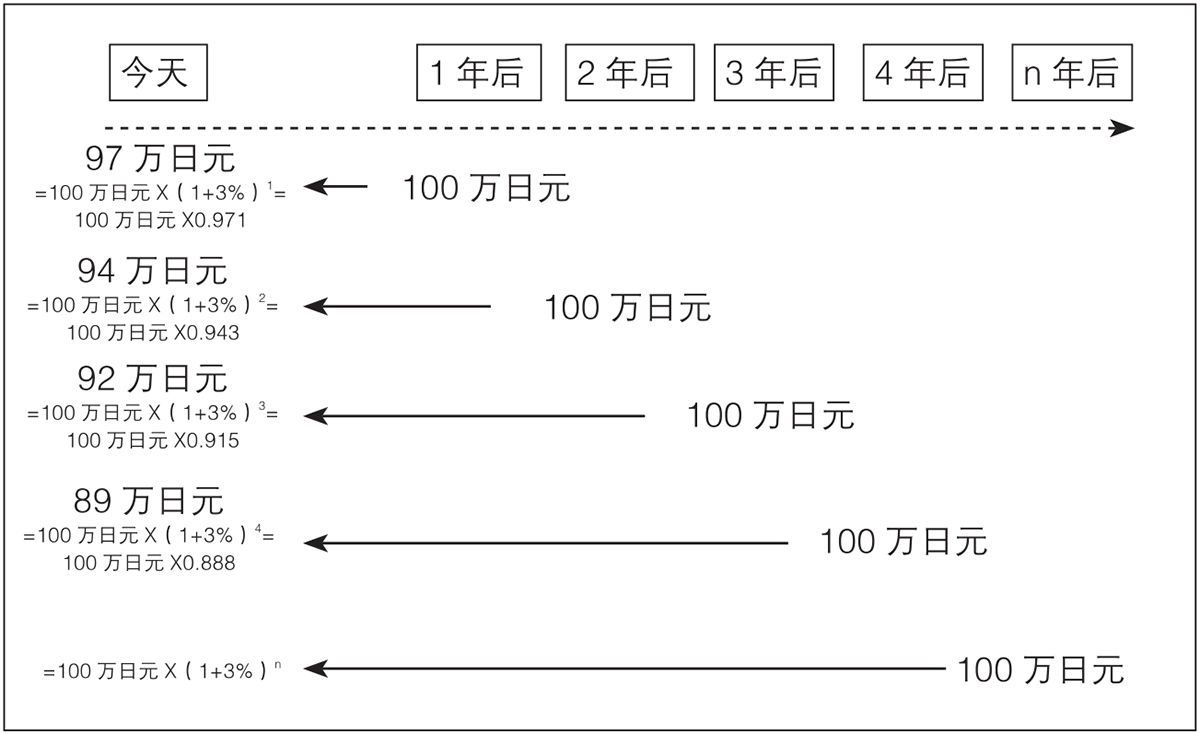 今天 1 年后 2 年后 3 年后 4 年后 n 年后
97 万日元
=100 万日元 X ( 1+3% ) ¹=
100 万日元 X0.971
100 万日元
94 万日元
=100 万日元 X ( 1+3% ) ²=
100 万日元 X0.943
100 万日元
92 万日元
=100 万日元 X ( 1+3% ) ³=
100 万日元 X0.915
100 万日元
89 万日元
=100 万日元 X ( 1+3% ) ⁴=
100 万日元 X0.888
100 万日元
=100 万日元 X ( 1+3% ) ⁿ
100 万日元